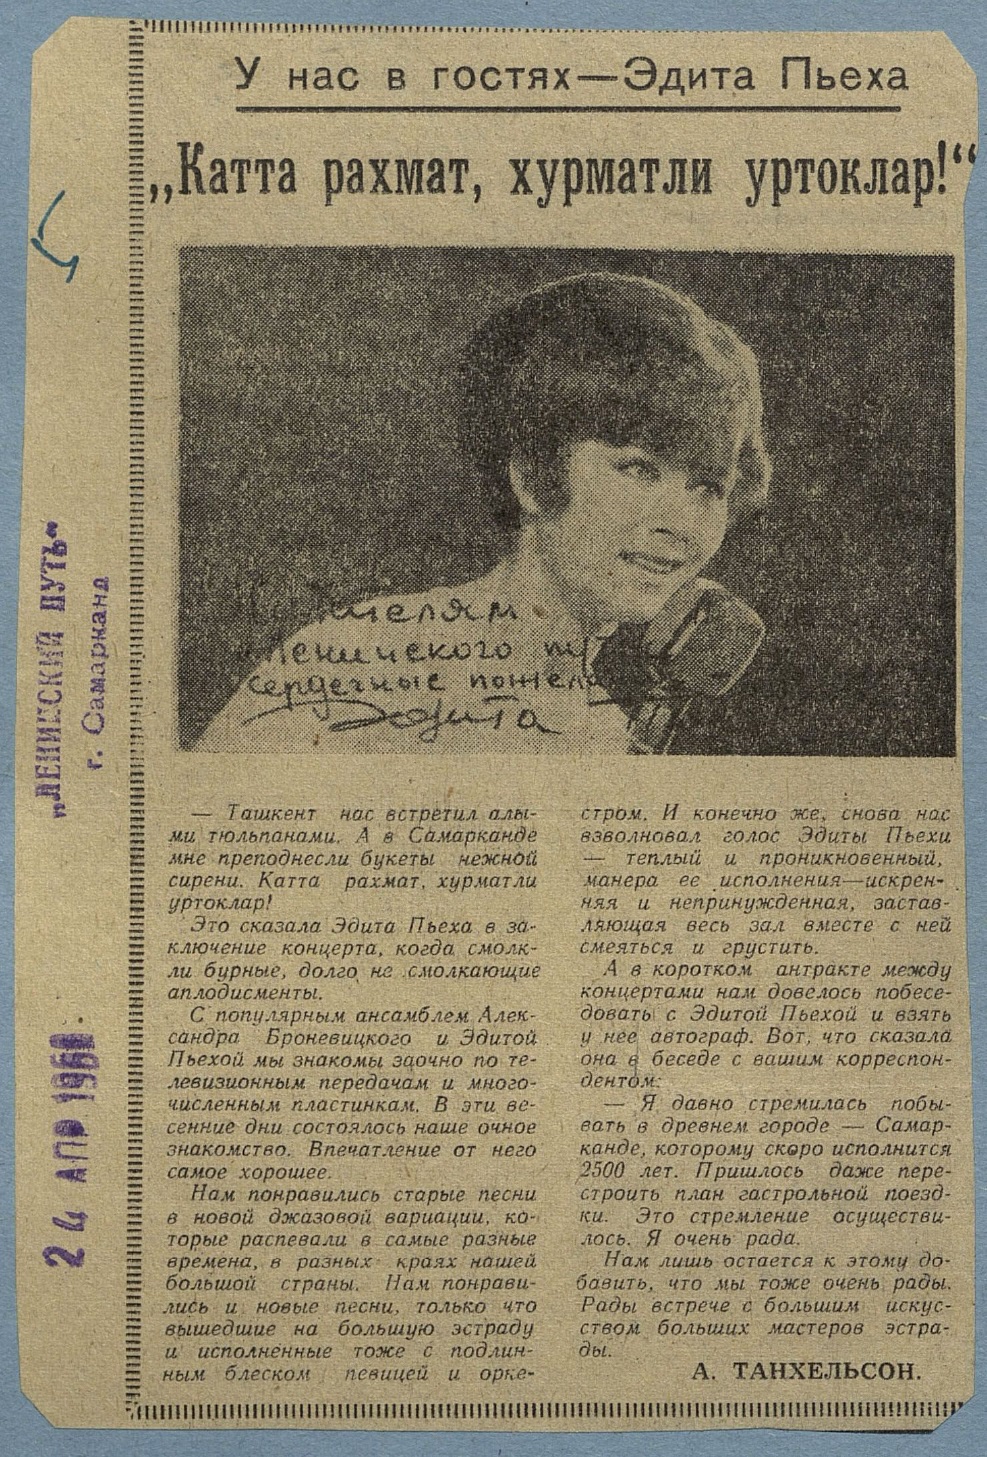 У нас в гостях—Эдита Пьеха
„Катта рахмат, хурматли уртоклар!“
Ленинского
сердечные
Эдита
„ЛЕНИНСКИЙ ПУТЬ“
г. Самарканд
24 АПР 196
— Ташкент нас встретил алы-
ми тюльпанами. А в Самарканде
мне преподнесли букеты нежной
сирени. Катта рахмат, хурматли
уртоклар!
Это сказала Эдита Пьеха в за-
ключение концерта, когда смолк-
ли бурные, долго не смолкающие
аплодисменты.
С популярным ансамблем Алек-
сандра Броневицкого и Эдитой
Пьехой мы знакомы заочно по те-
левизионным передачам и много-
численным пластинкам. В эти ве-
сенние дни состоялось наше очное
знакомство. Впечатление от него
самое хорошее.
Нам понравились старые песни
в новой джазовой вариации, ко-
торые распевали в самые разные
времена, в разных краях нашей
большой страны. Нам понрави-
лись и новые песни, только что
вышедшие на большую эстраду
и исполненные тоже с подлин-
ным блеском певицей и орке-
стром. И конечно же, снова нас
взволновал голос Эдиты Пьехи
— теплый и проникновенный,
манера ее исполнения—искрен-
няя и непринужденная, застав-
ляющая весь зал вместе с ней
смеяться и грустить.
А в коротком антракте между
концертами нам довелось побесе-
довать с Эдитой Пьехой и взять
у нее автограф. Вот, что сказала
она в беседе с вашим корреспон-
дентом:
— Я давно стремилась побы-
вать в древнем городе — Самар-
канде, которому скоро исполнится
2500 лет. Пришлось даже пере-
строить план гастрольной поезд-
ки. Это стремление осуществи-
лось. Я очень рада.
Нам лишь остается к этому до-
бавить, что мы тоже очень рады.
Рады встрече с большим искус-
ством больших мастеров эстра-
ды.
А. ТАНХЕЛЬСОН.